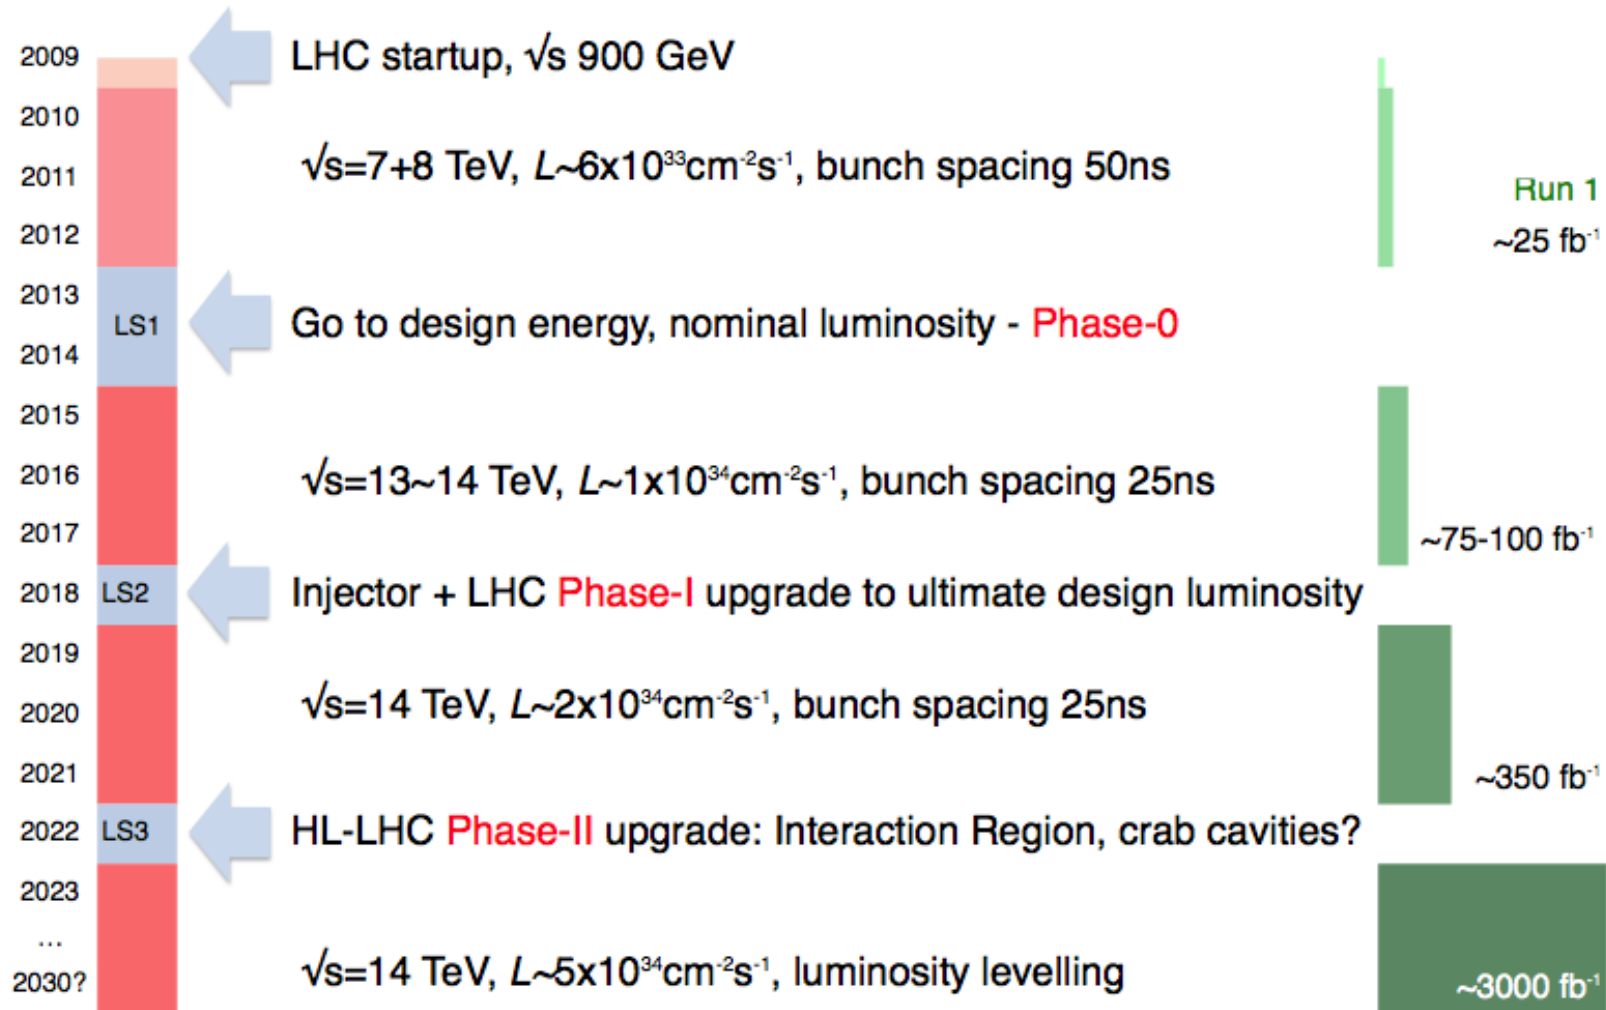 2009 LHC startup, √s 900 GeV
2010
√s=7+8 TeV, L~6x10³³cm⁻²s⁻¹, bunch spacing 50ns
2011
Run 1
2012
~25 fb⁻¹
2013
LS1 Go to design energy, nominal luminosity - Phase-0
2014
2015
2016 √s=13~14 TeV, L~1x10³⁴cm⁻²s⁻¹, bunch spacing 25ns
2017 ~75-100 fb⁻¹
2018 LS2 Injector + LHC Phase-I upgrade to ultimate design luminosity
2019
2020 √s=14 TeV, L~2x10³⁴cm⁻²s⁻¹, bunch spacing 25ns
2021 ~350 fb⁻¹
2022 LS3 HL-LHC Phase-II upgrade: Interaction Region, crab cavities?
2023
...
2030? √s=14 TeV, L~5x10³⁴cm⁻²s⁻¹, luminosity levelling ~3000 fb⁻¹